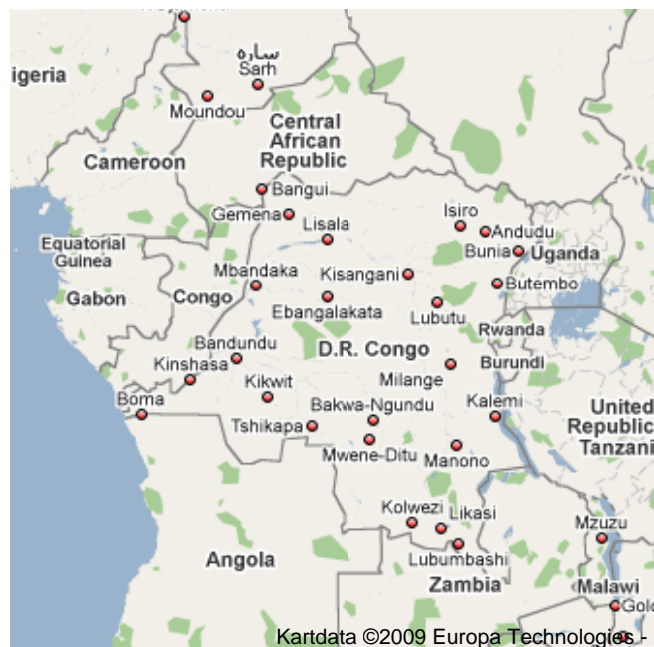 ساره
Sarh
igeria
Moundou
Central
African
Republic
Cameroon
Bangui
Gemena
Lisala
Isiro
Andudu
Bunia
Uganda
Equatorial
Guinea
Mbandaka
Kisangani
Butembo
Gabon
Congo
Ebangalakata
Lubutu
Rwanda
Bandundu
D.R. Congo
Kinshasa
Burundi
Milange
Kikwit
Boma
Bakwa-Ngundu
Kalemi
United
Republic
Tanzani
Tshikapa
Mwene-Ditu
Manono
Kolwezi
Likasi
Mzuzu
Lubumbashi
Angola
Zambia
Malawi
Golo
Kartdata ©2009 Europa Technologies -